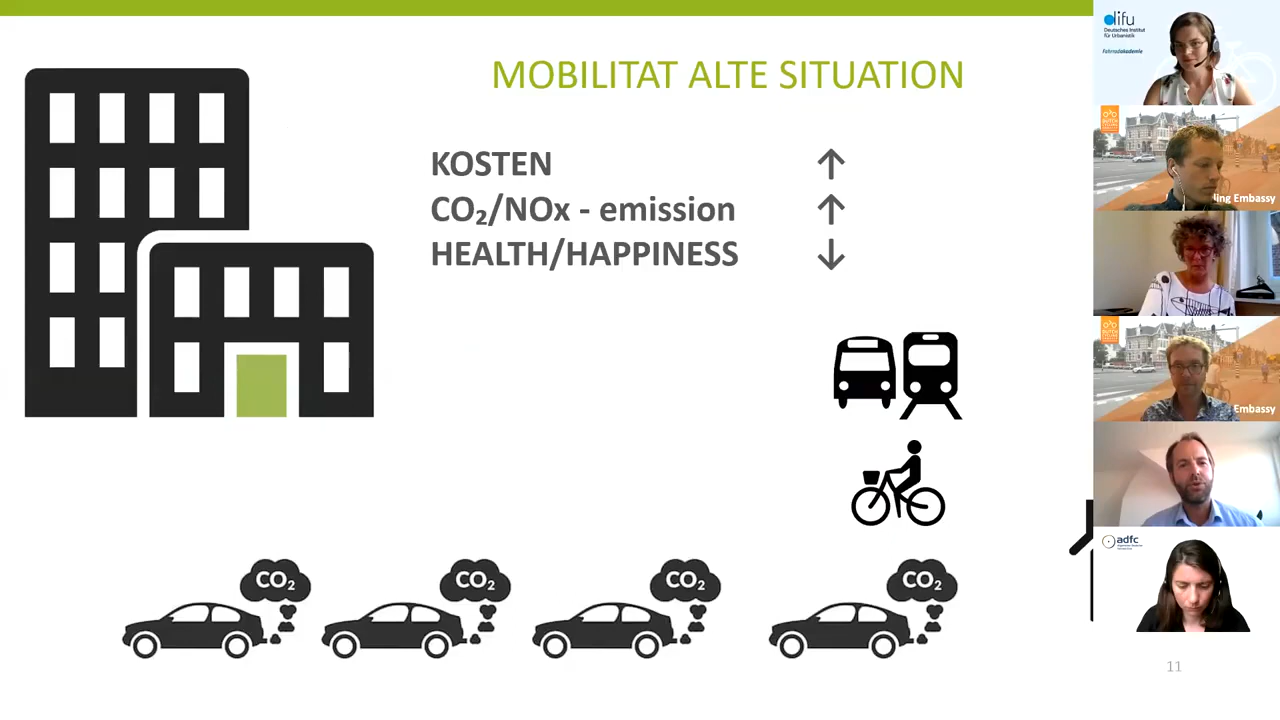 MOBILITAT ALTE SITUATION
KOSTEN ↑
CO₂/NOx - emission ↑
HEALTH/HAPPINESS ↓
CO₂
CO₂
CO₂
CO₂
11
difu
Deutsches Institut
für Urbanistik
Fahrradakademie
ling Embassy
Embassy
adfc